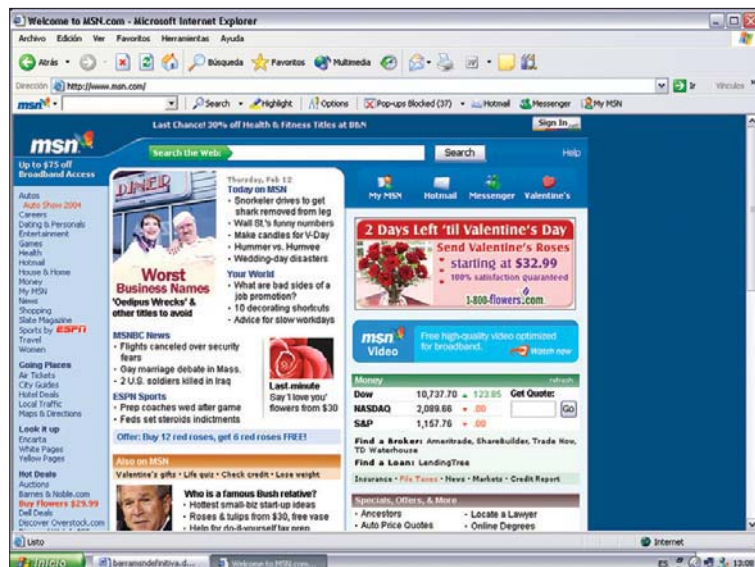 Welcome to MSN.com - Microsoft Internet Explorer
Archivo Edición Ver Favoritos Herramientas Ayuda
Atrás Búsqueda Favoritos Multimedia
Dirección http://www.msn.com/ Ir Vínculos
msn Search Highlight Options Pop-ups Blocked (37) Hotmail Messenger My MSN
Last Chance! 30% off Health & Fitness Titles at B&N Sign In
msn
Search the Web: Search Help
Up to $75 off
Broadband Access
Autos
Auto Show 2004
Careers
Dating & Personals
Entertainment
Games
Health
Hotmail
House & Home
Money
My MSN
News
Shopping
Slate Magazine
Sports by ESPN
Travel
Women
Going Places
Air Tickets
City Guides
Hotel Deals
Local Traffic
Maps & Directions
Look it up
Encarta
White Pages
Yellow Pages
Hot Deals
Auctions
Barnes & Noble.com
Buy Flowers $29.99
Dell Deals
Discover Overstock.com
DINER
Worst
Business Names
'Oedipus Wrecks' &
other titles to avoid
Thursday, Feb 12
Today on MSN
• Snorkeler drives to get
shark removed from leg
• Wall St.'s funny numbers
• Make candles for V-Day
• Hummer vs. Humvee
• Wedding-day disasters
Your World
• What are bad sides of a
job promotion?
• 10 decorating shortcuts
• Advice for slow workdays
MSNBC News
• Flights canceled over security
fears
• Gay marriage debate in Mass.
• 2 U.S. soldiers killed in Iraq
ESPN Sports
• Prep coaches wed after game
• Feds set steroids indictments
Last-minute
Say 'I love you'
flowers from $30
Offer: Buy 12 red roses, get 6 red roses FREE!
Also on MSN
Valentine's gifts • Life quiz • Check credit • Lose weight
Who is a famous Bush relative?
• Hottest small-biz start-up ideas
• Roses & tulips from $30, free vase
• Help for do-it-yourself tax prep
My MSN Hotmail Messenger Valentine's
2 Days Left 'til Valentine's Day
Send Valentine's Roses
starting at $32.99
100% satisfaction guaranteed
1-800-flowers.com
msn Video
Free high-quality video optimized
for broadband.
Watch now
Money refresh
Dow 10,737.70 Get Quote:
NASDAQ 2,089.66 .00 Go
S&P 1,157.76 .00
Find a Broker: Ameritrade, ShareBuilder, Trade Now,
TD Waterhouse
Find a Loan: LendingTree
Insurance • File Taxes • News • Markets • Credit Report
Specials, Offers, & More
• Ancestors • Locate a Lawyer
• Auto Price Quotes • Online Degrees
Listo Internet
Inicio barramsndefinitiva.d... Welcome to MSN.com... ES